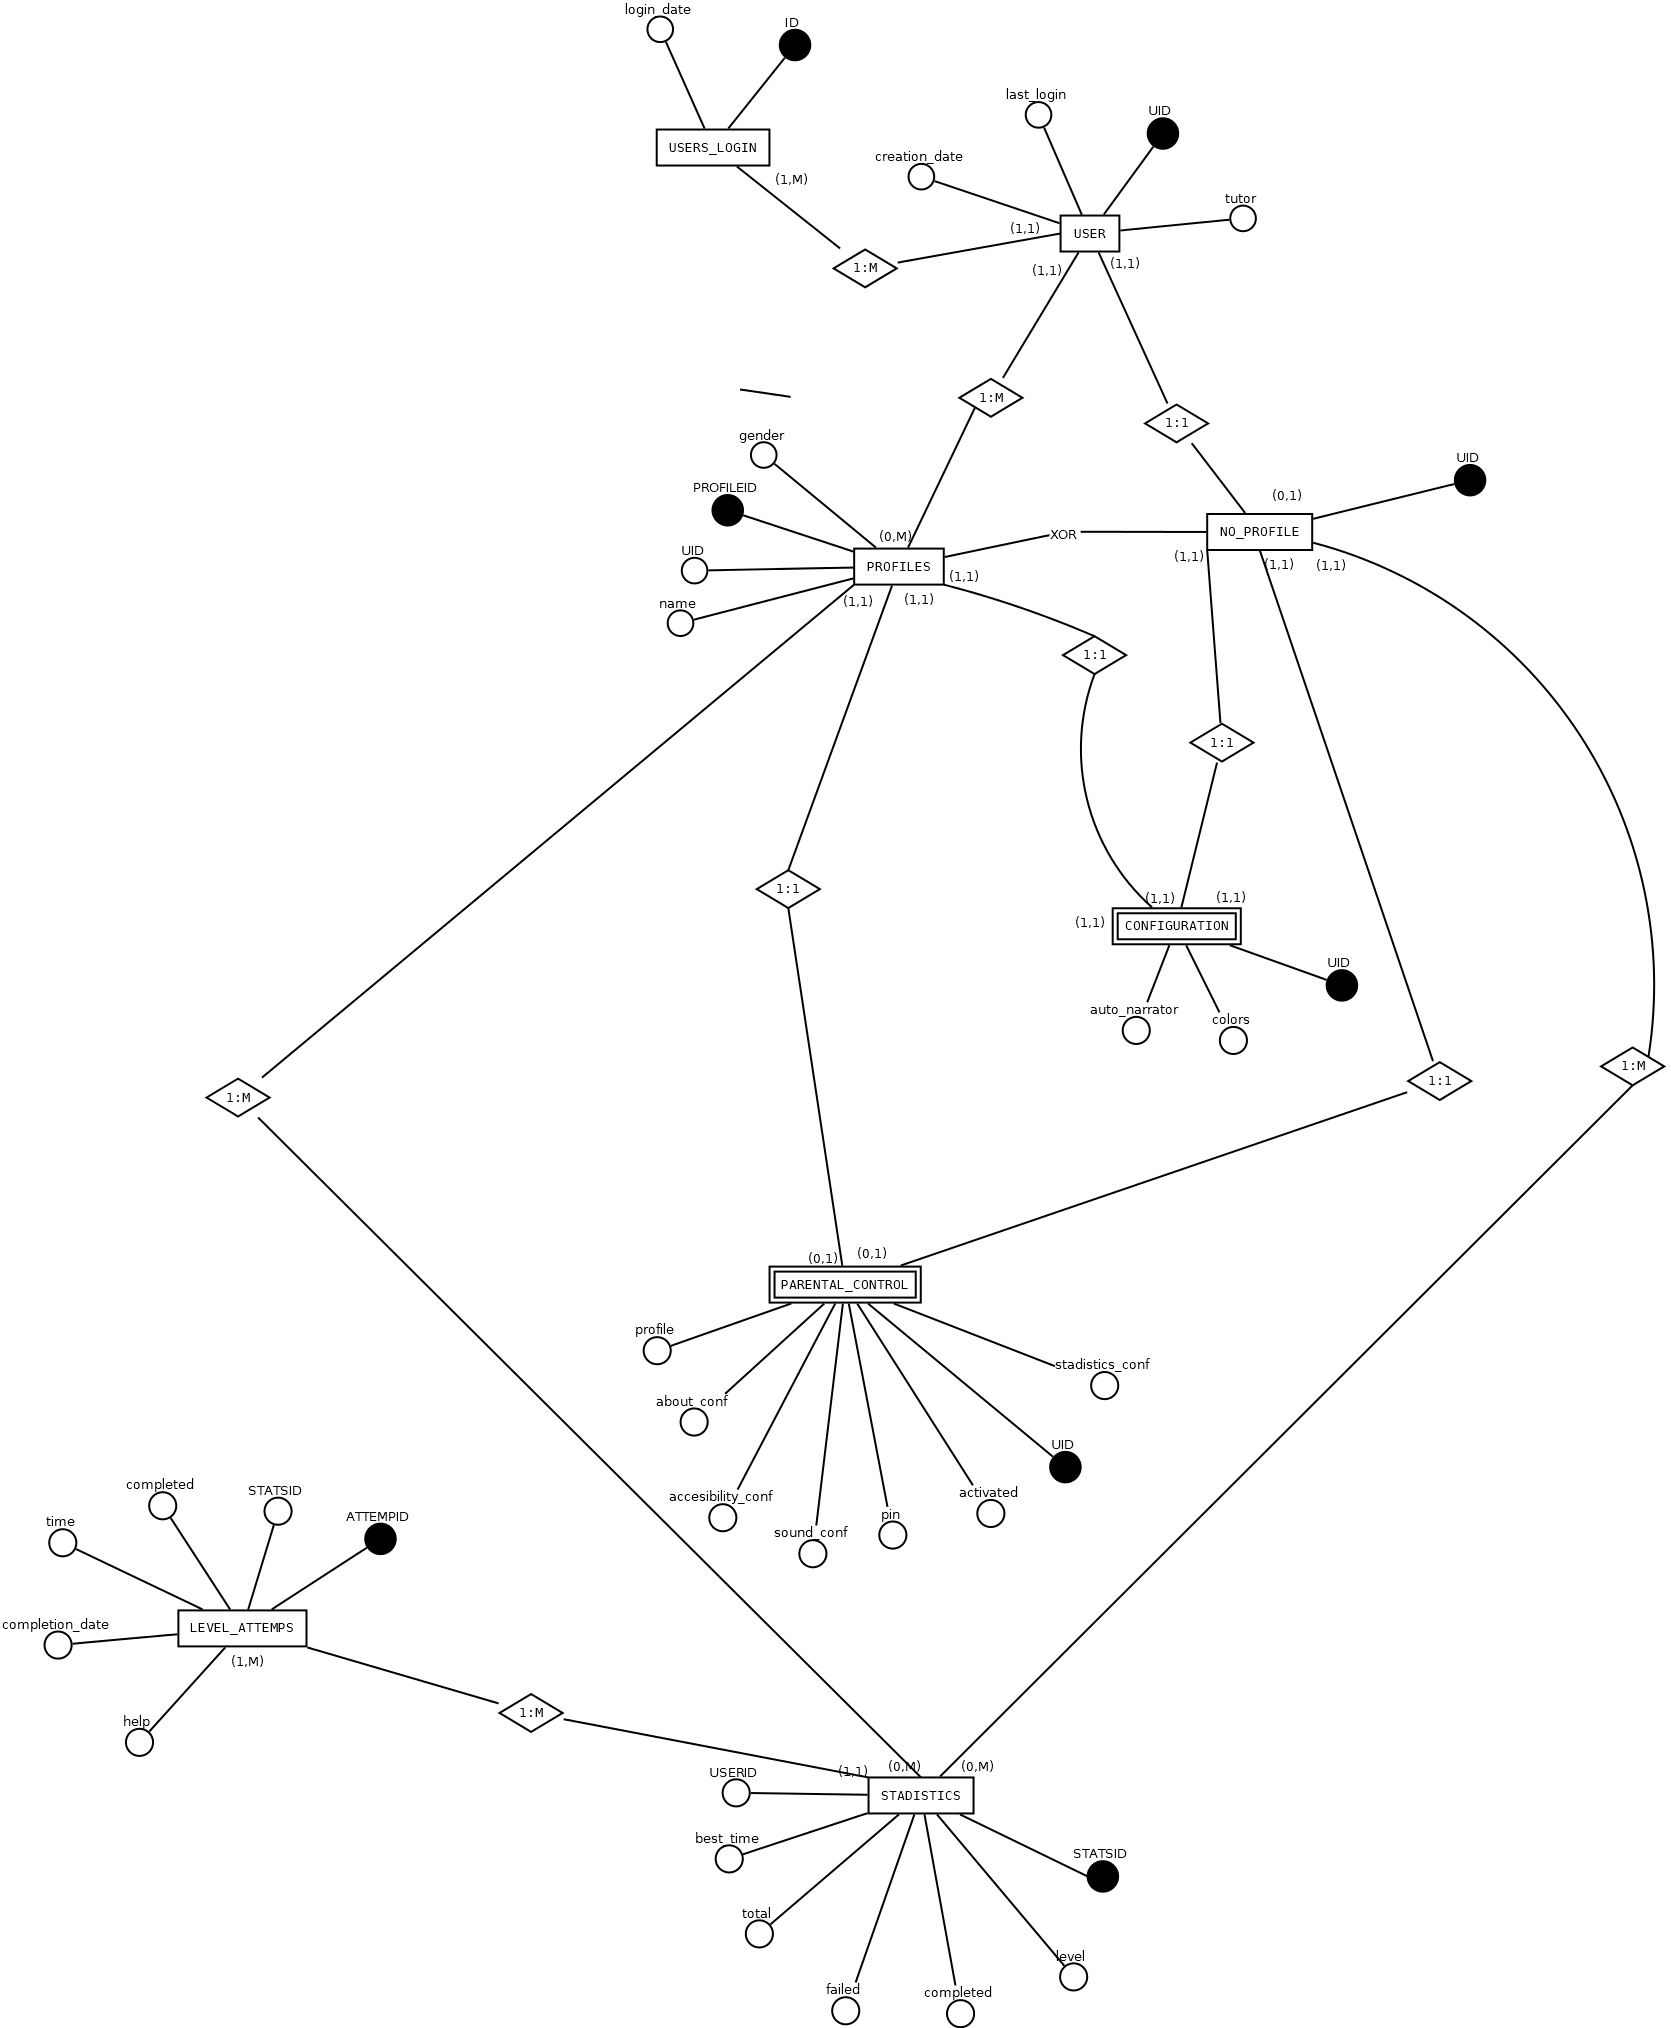 login_date
ID
last_login
UID
USERS_LOGIN
creation_date
(1,M)
tutor
(1,1)
USER
(1,1)
(1,1)
1:M
1:M
1:1
gender
UID
PROFILEID
(0,1)
(0,M)
XOR
NO_PROFILE
UID
PROFILES
(1,1)
(1,1)
(1,1)
(1,1)
name
(1,1)
(1,1)
1:1
1:1
1:1
(1,1)
(1,1)
(1,1)
CONFIGURATION
UID
auto_narrator
colors
1:M
1:1
1:M
(0,1)
(0,1)
PARENTAL_CONTROL
profile
stadistics_conf
about_conf
UID
accesibility_conf
activated
pin
sound_conf
completed
STATSID
ATTEMPID
time
completion_date
LEVEL_ATTEMPS
(1,M)
help
1:M
USERID
(1,1)
(0,M)
(0,M)
STADISTICS
best_time
STATSID
total
level
failed
completed